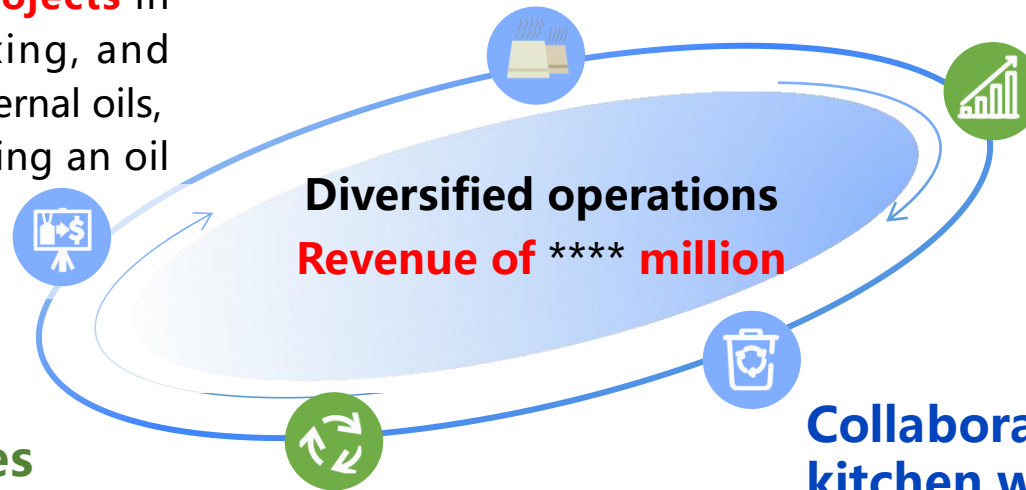 ojects in
king, and
ernal oils,
ing an oil
Diversified operations
Revenue of **** million
$
es
Collabora
kitchen w